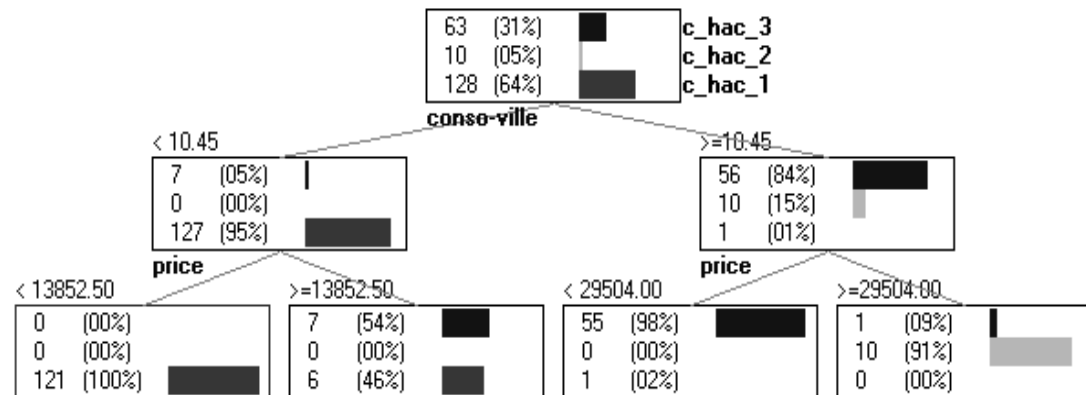 63 (31%) c_hac_3
10 (05%) c_hac_2
128 (64%) c_hac_1
conso-ville
< 10.45 >=10.45
7 (05%) 56 (84%)
0 (00%) 10 (15%)
127 (95%) 1 (01%)
price price
< 13852.50 >=13852.50 < 29504.00 >=29504.00
0 (00%) 7 (54%) 55 (98%) 1 (09%)
0 (00%) 0 (00%) 0 (00%) 10 (91%)
121 (100%) 6 (46%) 1 (02%) 0 (00%)